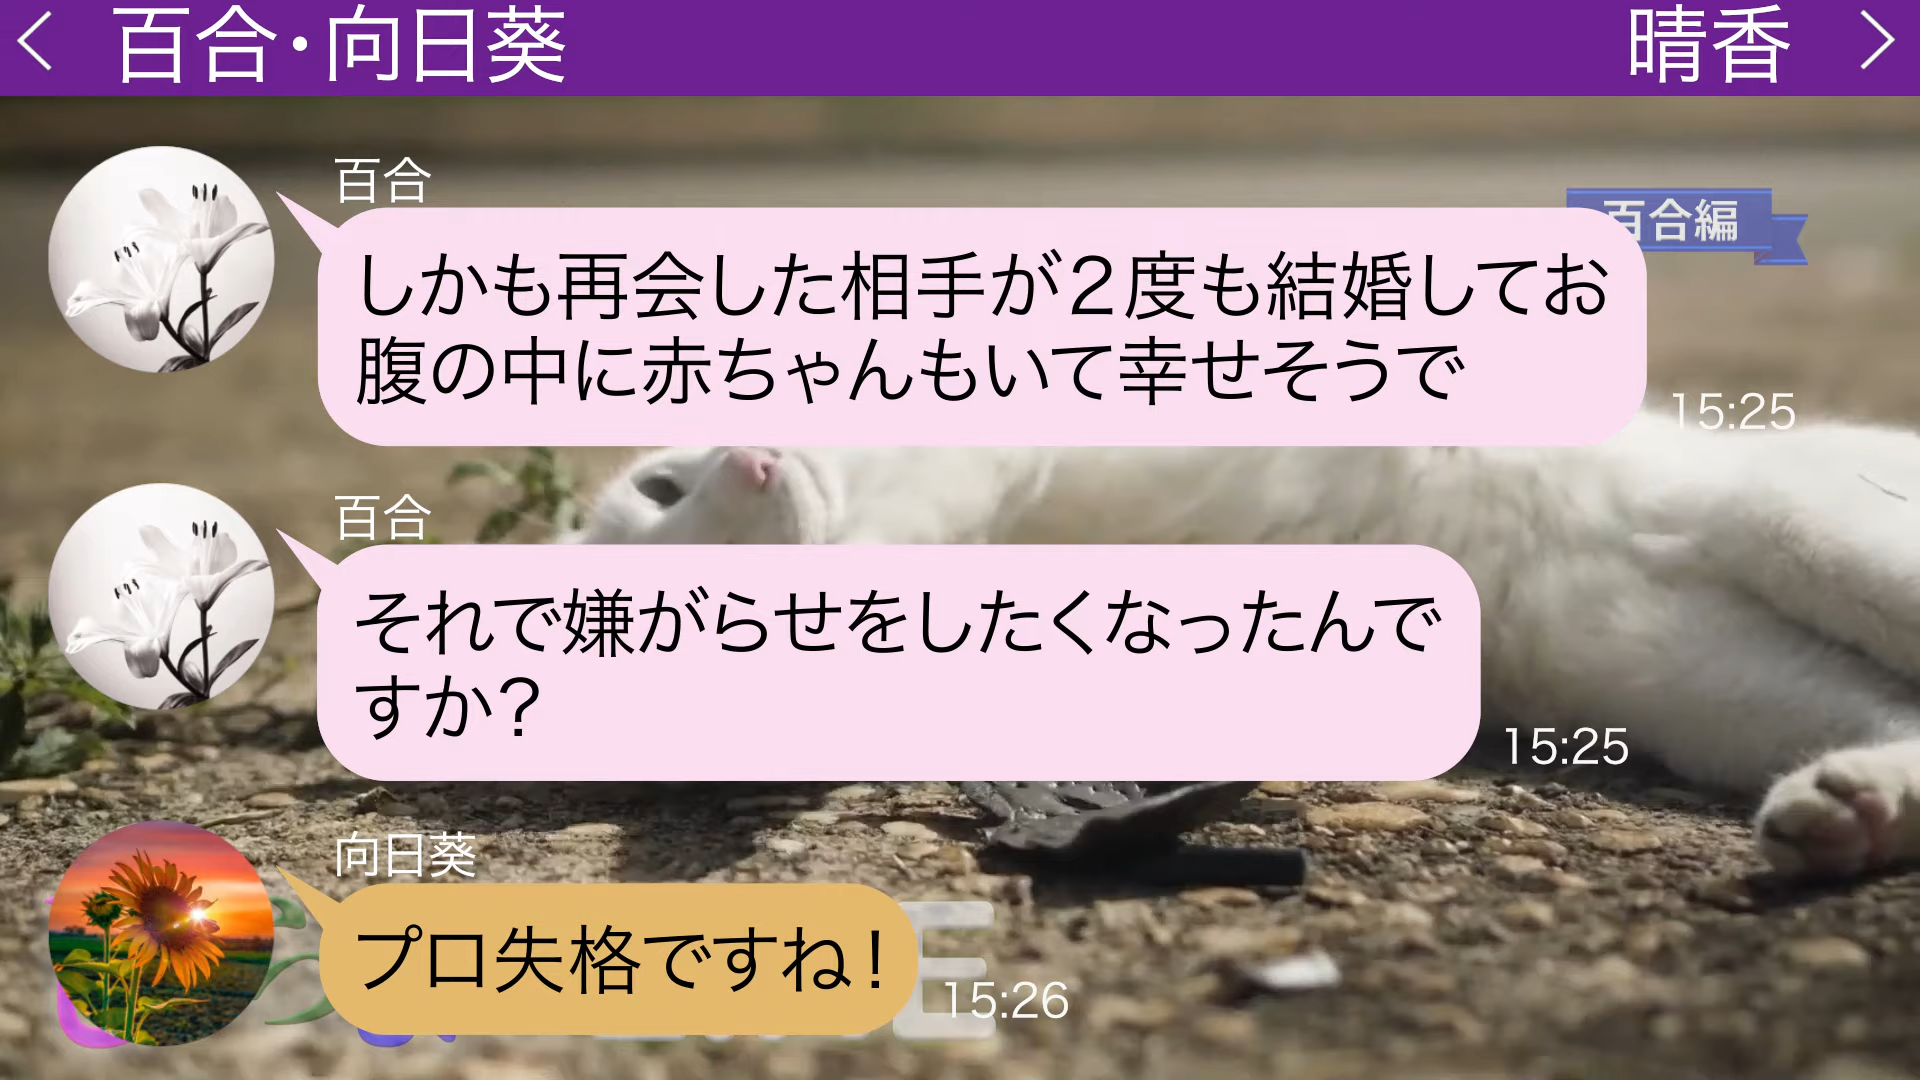 百合・向日葵
晴香
百合
百合編
しかも再会した相手が２度も結婚してお
腹の中に赤ちゃんもいて幸せそうで
15:25
百合
それで嫌がらせをしたくなったんで
すか？
15:25
向日葵
プロ失格ですね！
15:26